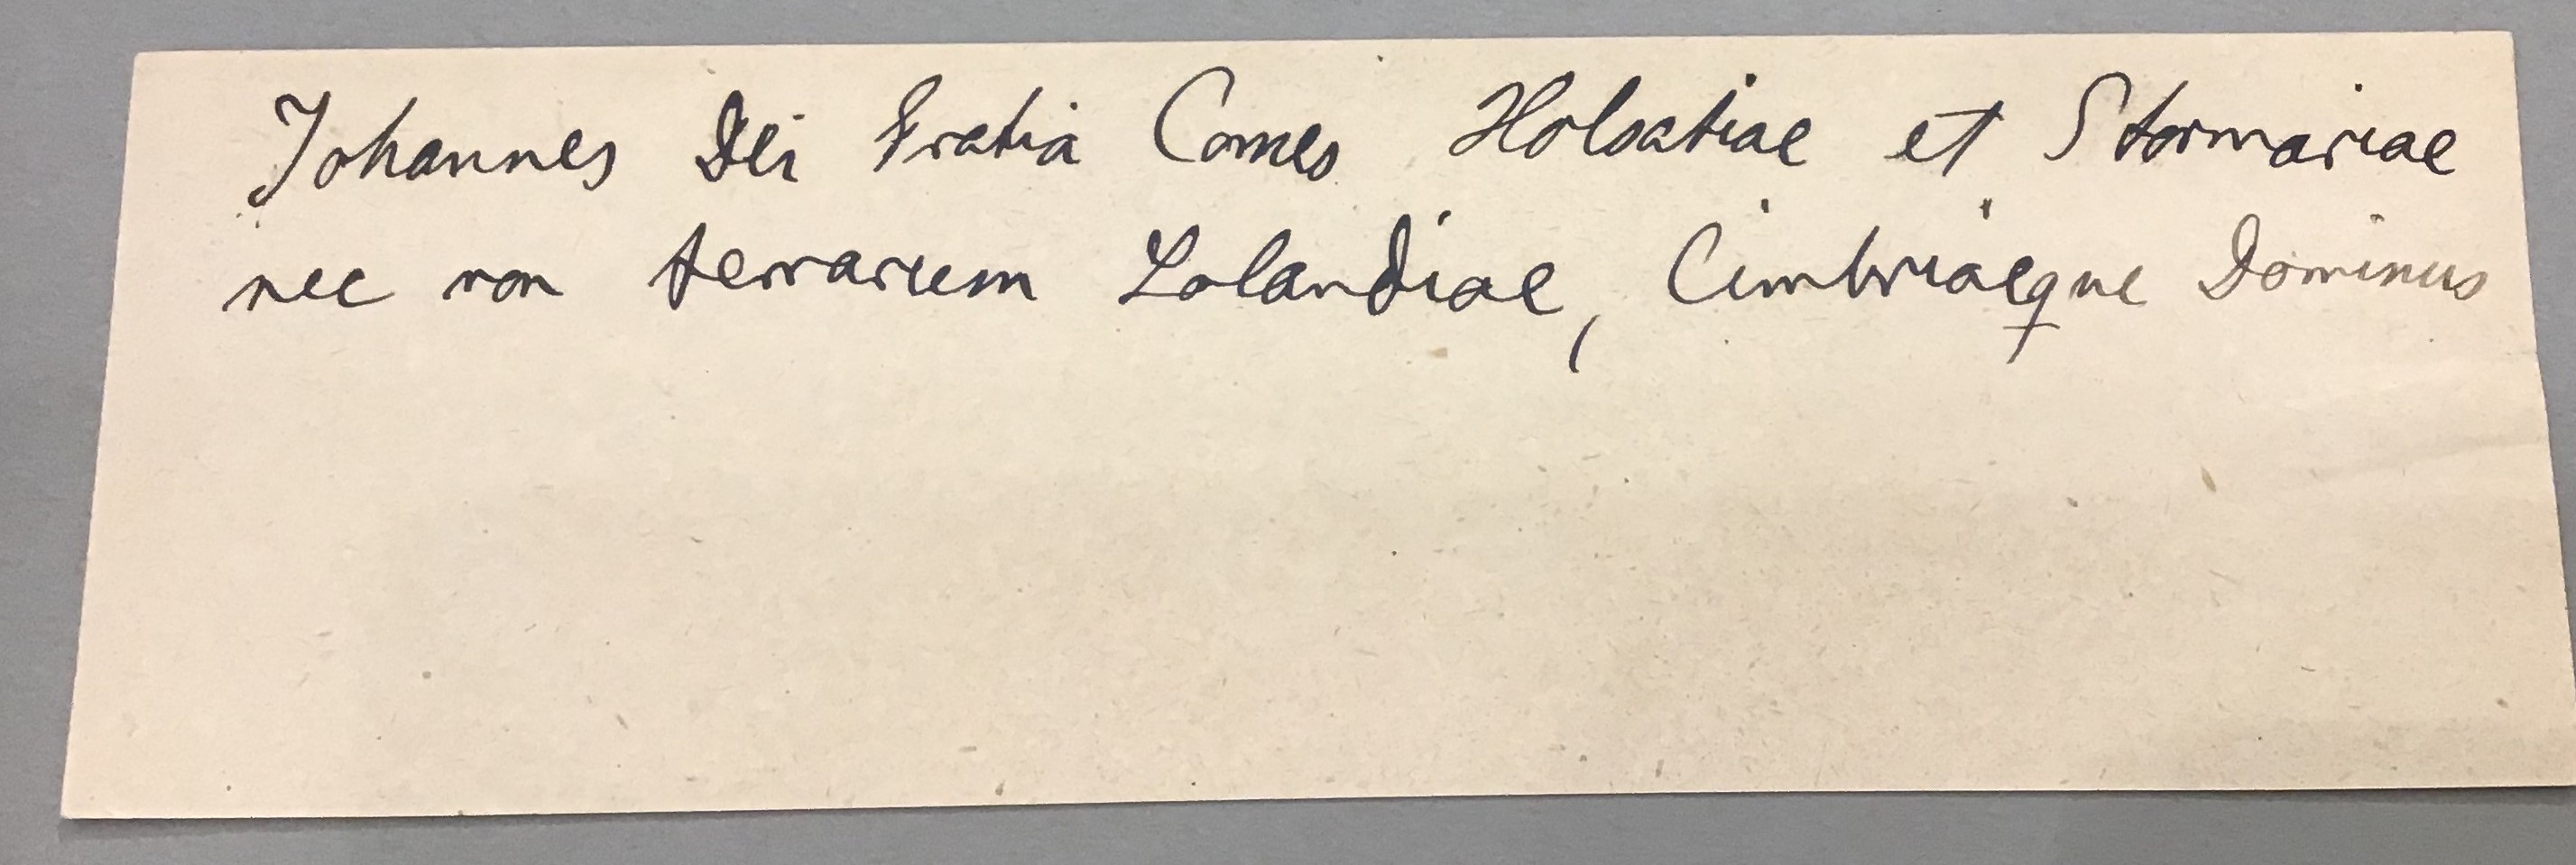 Johannes Dei Gratia Comes Holsatiae et Stormariae
nec non terrarum Lolandiae, Cimbriaeque Dominus